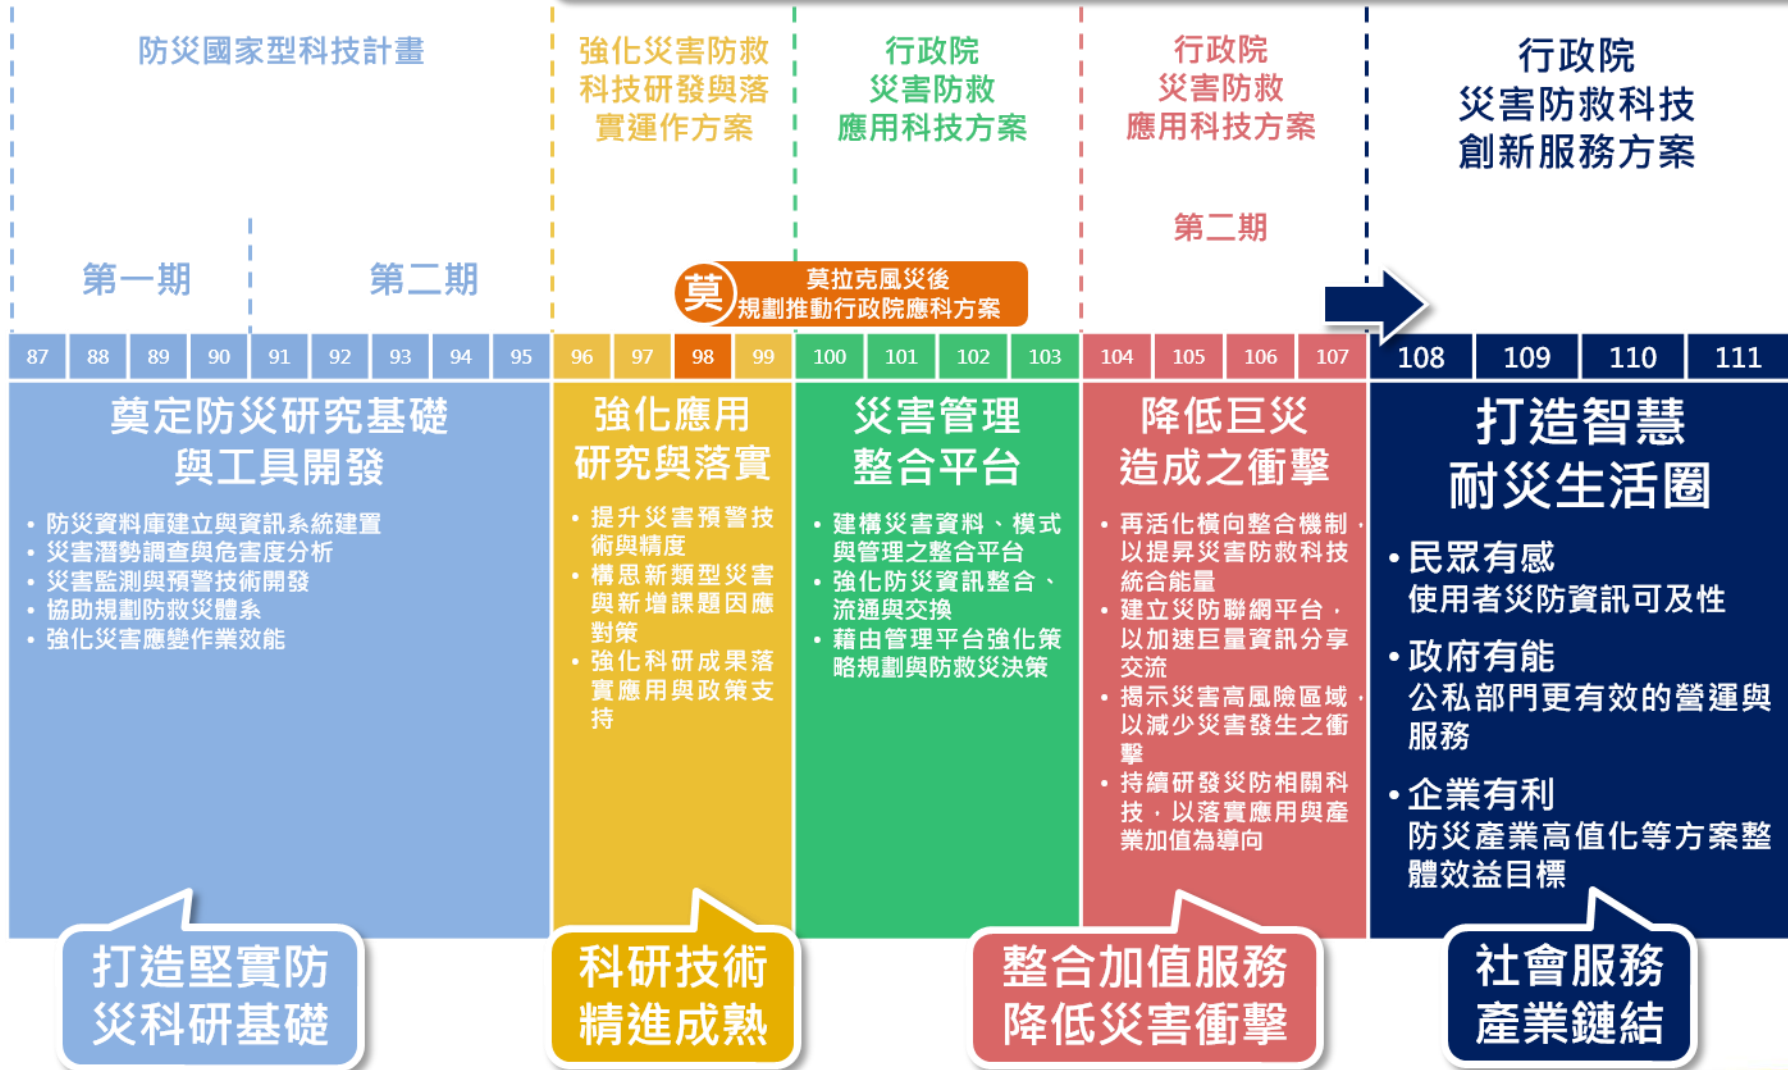 防災國家型科技計畫
第一期
第二期
強化災害防救
科技研發與落
實運作方案
行政院
災害防救
應用科技方案
行政院
災害防救
應用科技方案
第二期
行政院
災害防救科技
創新服務方案
莫
莫拉克風災後
規劃推動行政院應科方案
87 88 89 90 91 92 93 94 95 96 97 98 99 100 101 102 103 104 105 106 107 108 109 110 111
奠定防災研究基礎
與工具開發
• 防災資料庫建立與資訊系統建置
• 災害潛勢調查與危害度分析
• 災害監測與預警技術開發
• 協助規劃防救災體系
• 強化災害應變作業效能
強化應用
研究與落實
• 提升災害預警技
術與精度
• 構思新類型災害
與新增課題因應
對策
• 強化科研成果落
實應用與政策支
持
災害管理
整合平台
• 建構災害資料、模式
與管理之整合平台
• 強化防災資訊整合、
流通與交換
• 藉由管理平台強化策
略規劃與防救災決策
降低巨災
造成之衝擊
• 再活化橫向整合機制，
以提昇災害防救科技
統合能量
• 建立災防聯網平台，
以加速巨量資訊分享
交流
• 揭示災害高風險區域，
以減少災害發生之衝
擊
• 持續研發災防相關科
技，以落實應用與產
業加值為導向
打造智慧
耐災生活圈
• 民眾有感
使用者災防資訊可及性
• 政府有能
公私部門更有效的營運與
服務
• 企業有利
防災產業高值化等方案整
體效益目標
打造堅實防
災科研基礎
科研技術
精進成熟
整合加值服務
降低災害衝擊
社會服務
產業鏈結